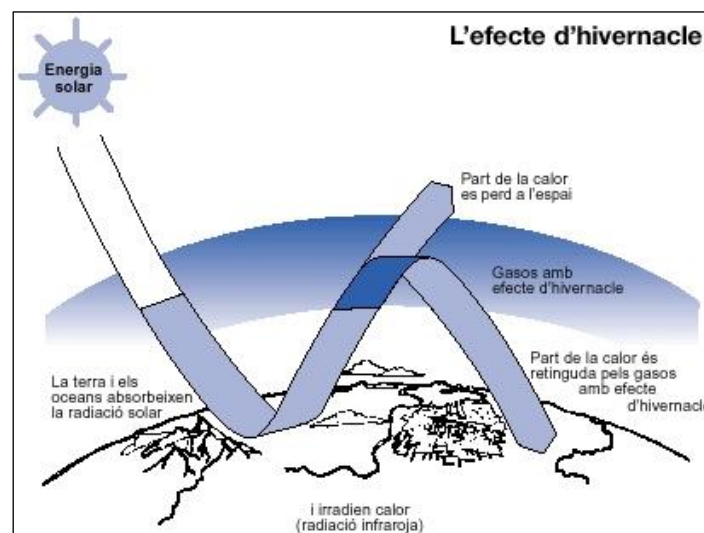 L'efecte d'hivernacle
Energia
solar
Part de la calor
es perd a l'espai
Gasos amb
efecte d'hivernacle
La terra i els
oceans absorbeixen
la radiació solar
Part de la calor és
retinguda pels gasos
amb efecte
d'hivernacle
i irradien calor
(radiació infraroja)